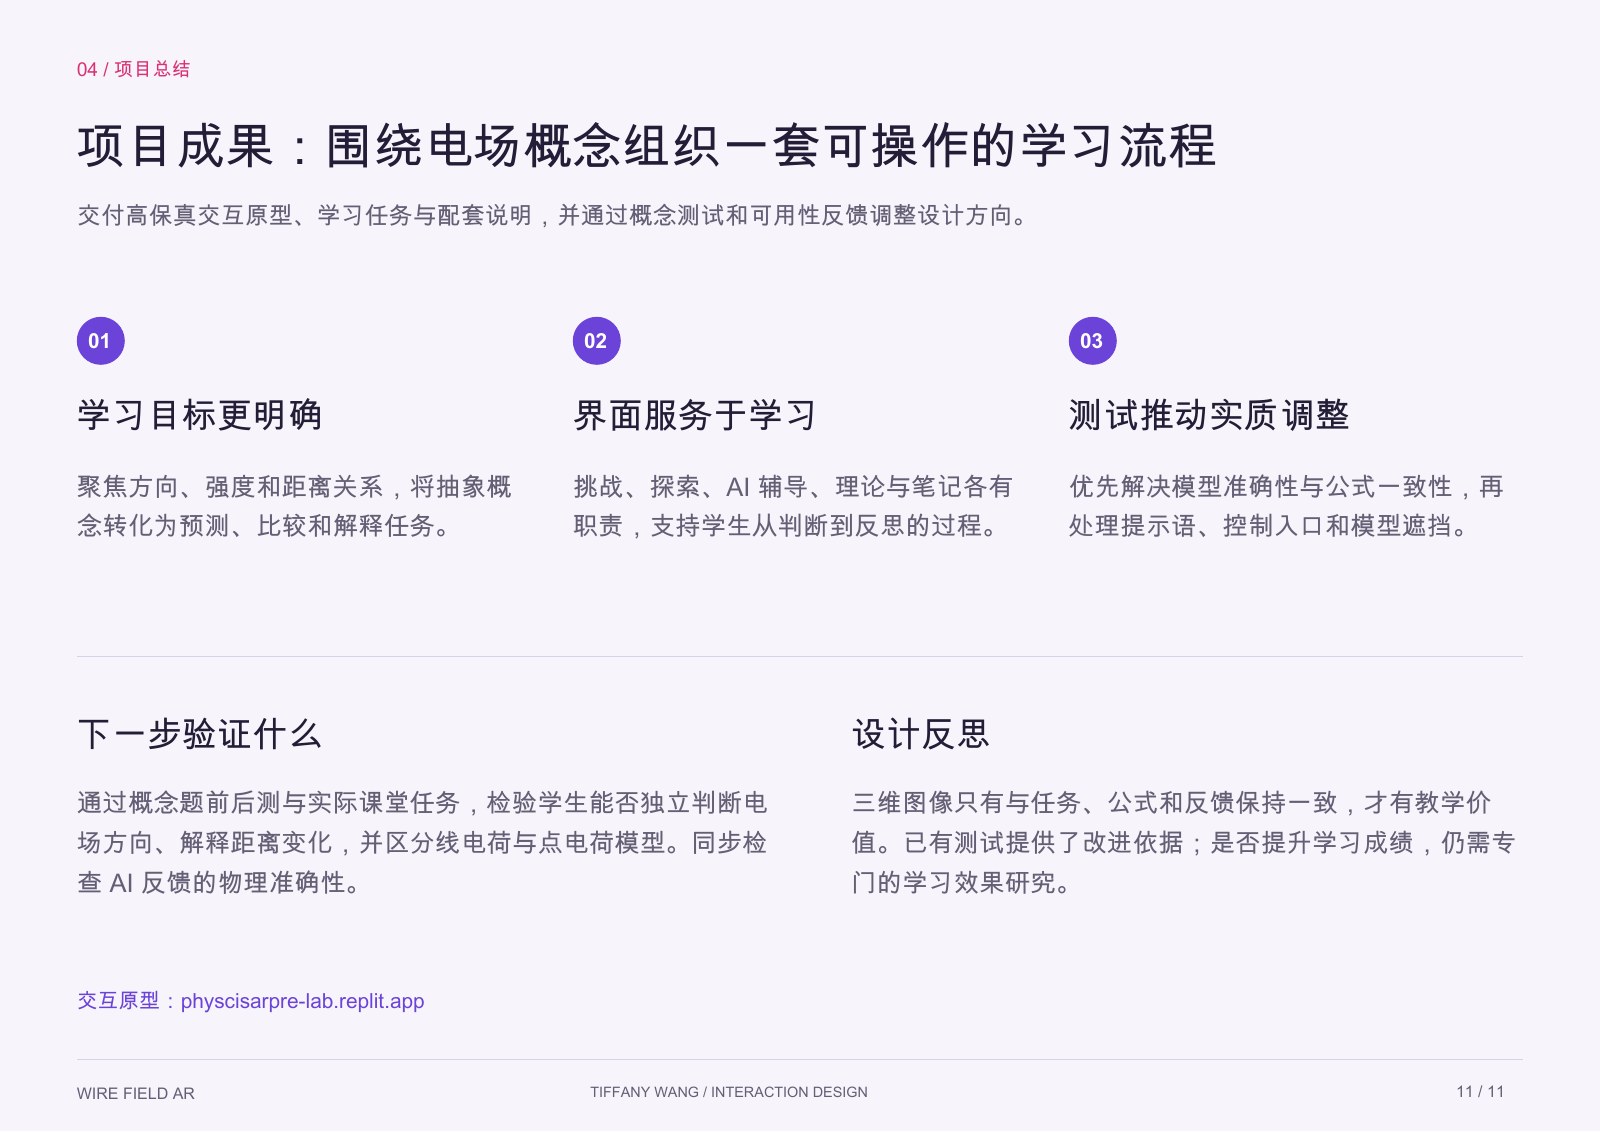 04 / 项目总结
项目成果：围绕电场概念组织一套可操作的学习流程
交付高保真交互原型、学习任务与配套说明，并通过概念测试和可用性反馈调整设计方向。
01
学习目标更明确
聚焦方向、强度和距离关系，将抽象概
念转化为预测、比较和解释任务。
02
界面服务于学习
挑战、探索、AI 辅导、理论与笔记各有
职责，支持学生从判断到反思的过程。
03
测试推动实质调整
优先解决模型准确性与公式一致性，再
处理提示语、控制入口和模型遮挡。
下一步验证什么
通过概念题前后测与实际课堂任务，检验学生能否独立判断电
场方向、解释距离变化，并区分线电荷与点电荷模型。同步检
查 AI 反馈的物理准确性。
设计反思
三维图像只有与任务、公式和反馈保持一致，才有教学价
值。已有测试提供了改进依据；是否提升学习成绩，仍需专
门的学习效果研究。
交互原型：physcisarpre-lab.replit.app
WIRE FIELD AR
TIFFANY WANG / INTERACTION DESIGN
11 / 11